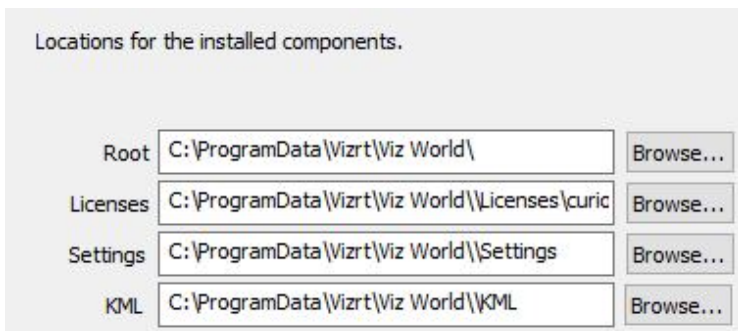 Locations for the installed components.
Root C:\ProgramData\Vizrt\Viz World\ Browse...
Licenses C:\ProgramData\Vizrt\Viz World\\Licenses\curic Browse...
Settings C:\ProgramData\Vizrt\Viz World\\Settings Browse...
KML C:\ProgramData\Vizrt\Viz World\\KML Browse...